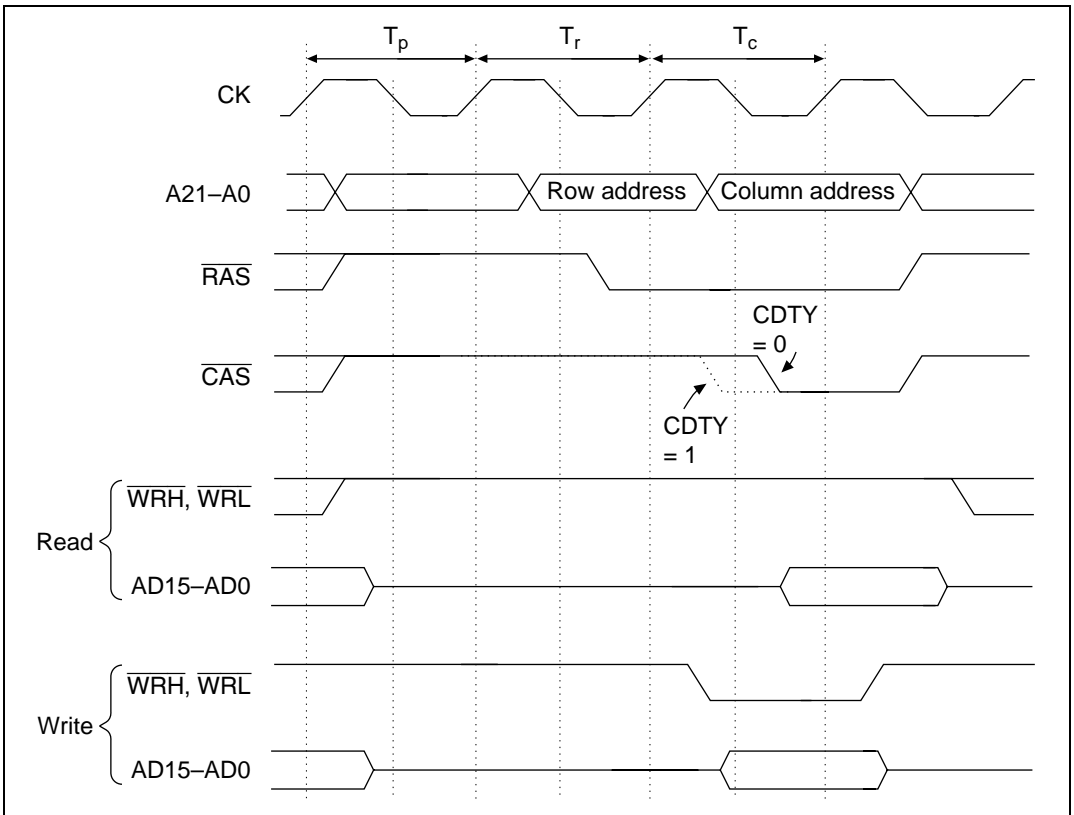 Tp Tr Tc
CK
A21–A0 Row address Column address
RAS
CDTY
= 0
CAS
CDTY
= 1
WRH, WRL
Read
AD15–AD0
WRH, WRL
Write
AD15–AD0